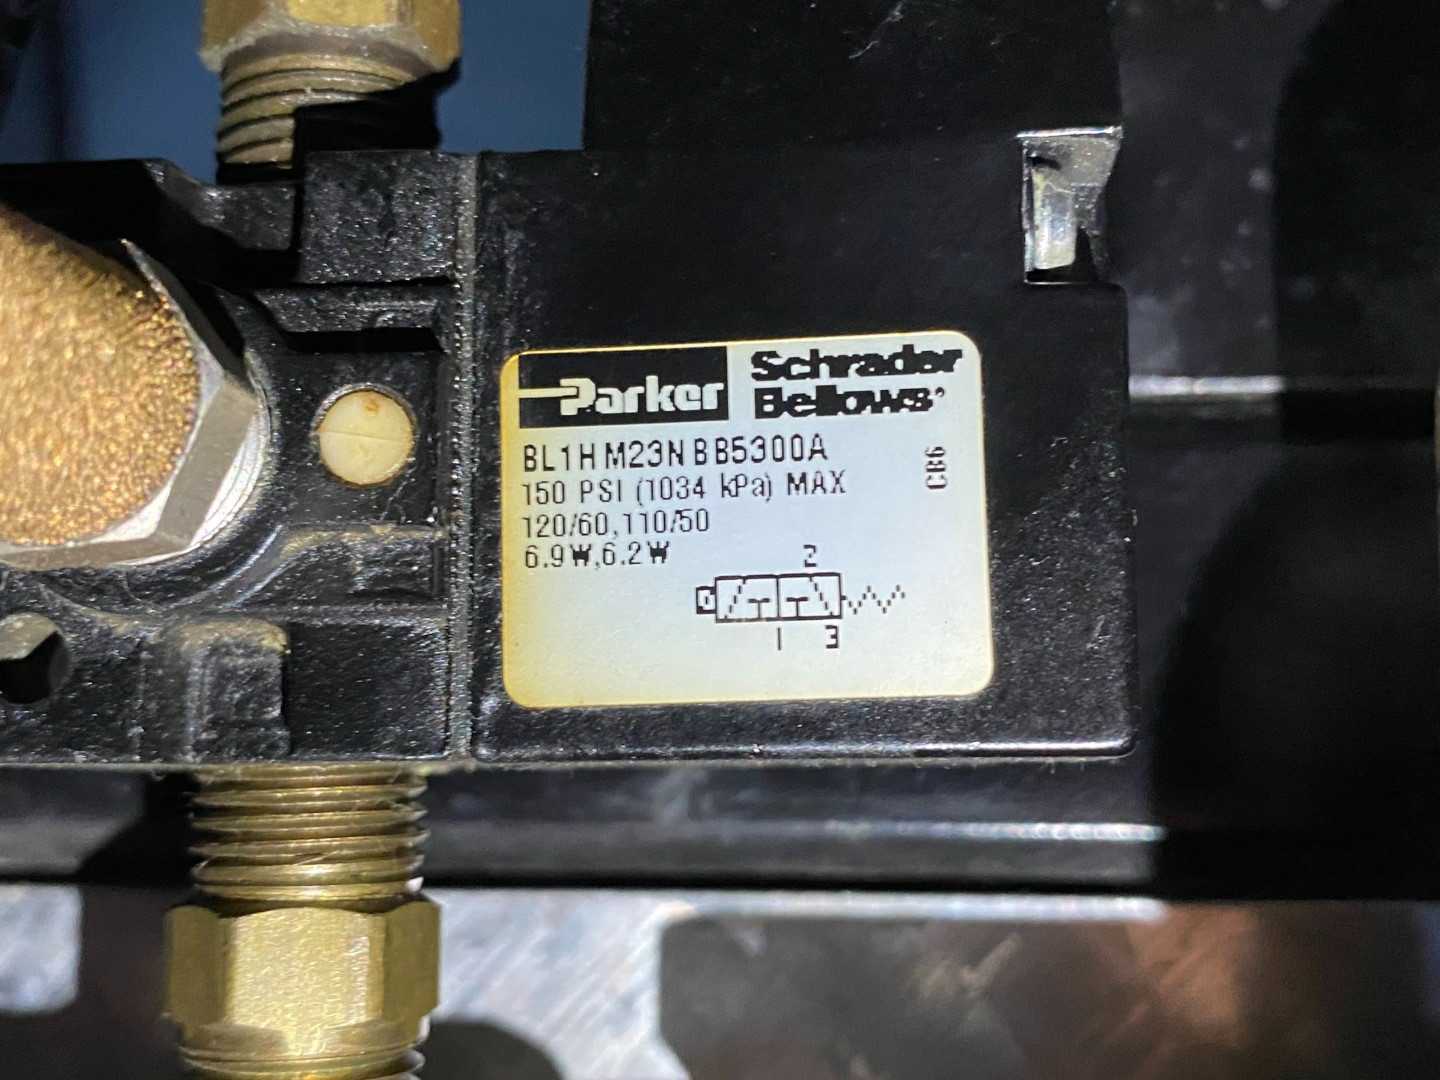 Parker Schrader Bellows
BL1H M23N BB5300A
150 PSI (1034 kPa) MAX
120/60,110/50
6.9W,6.2W
CB6
2
1 3